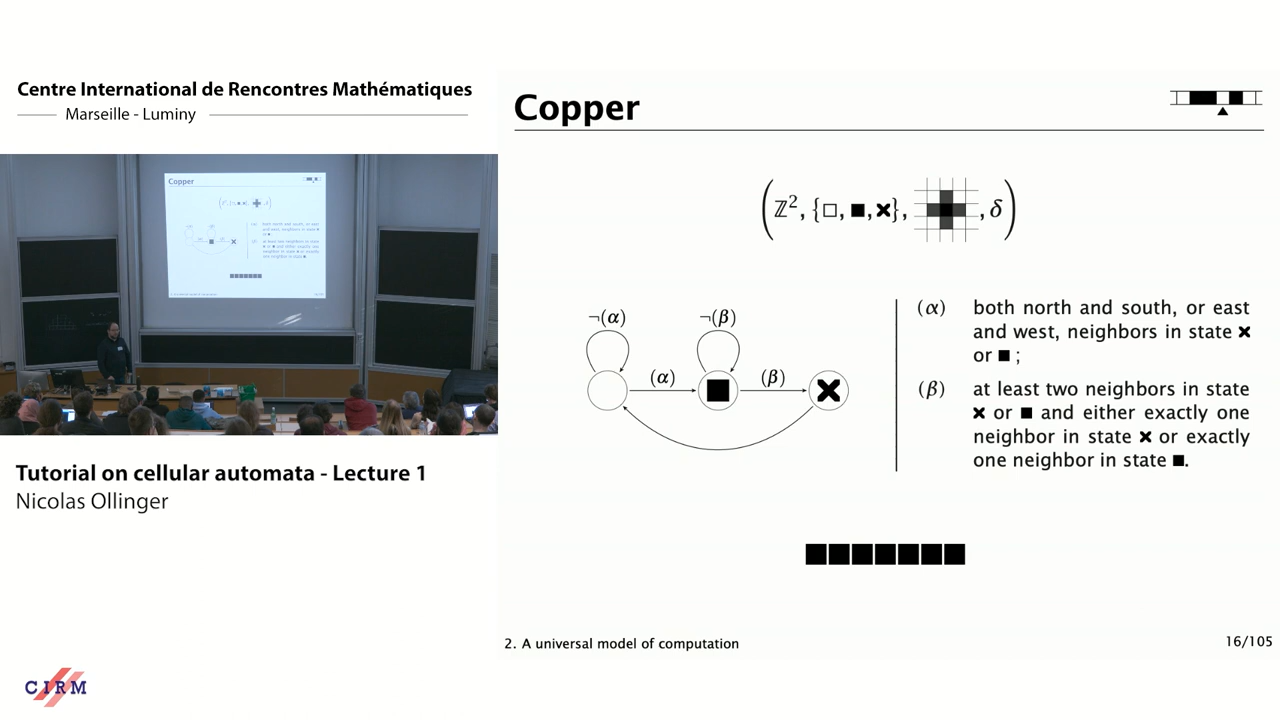 Centre International de Rencontres Mathématiques
Marseille - Luminy
Copper
(ℤ², {□, ■, ✖}, , δ)
¬(α)
¬(β)
(α)
(β)
(α) both north and south, or east
and west, neighbors in state ✖
or ■ ;
(β) at least two neighbors in state
✖ or ■ and either exactly one
neighbor in state ✖ or exactly
one neighbor in state ■.
Tutorial on cellular automata - Lecture 1
Nicolas Ollinger
2. A universal model of computation
16/105
CIRM